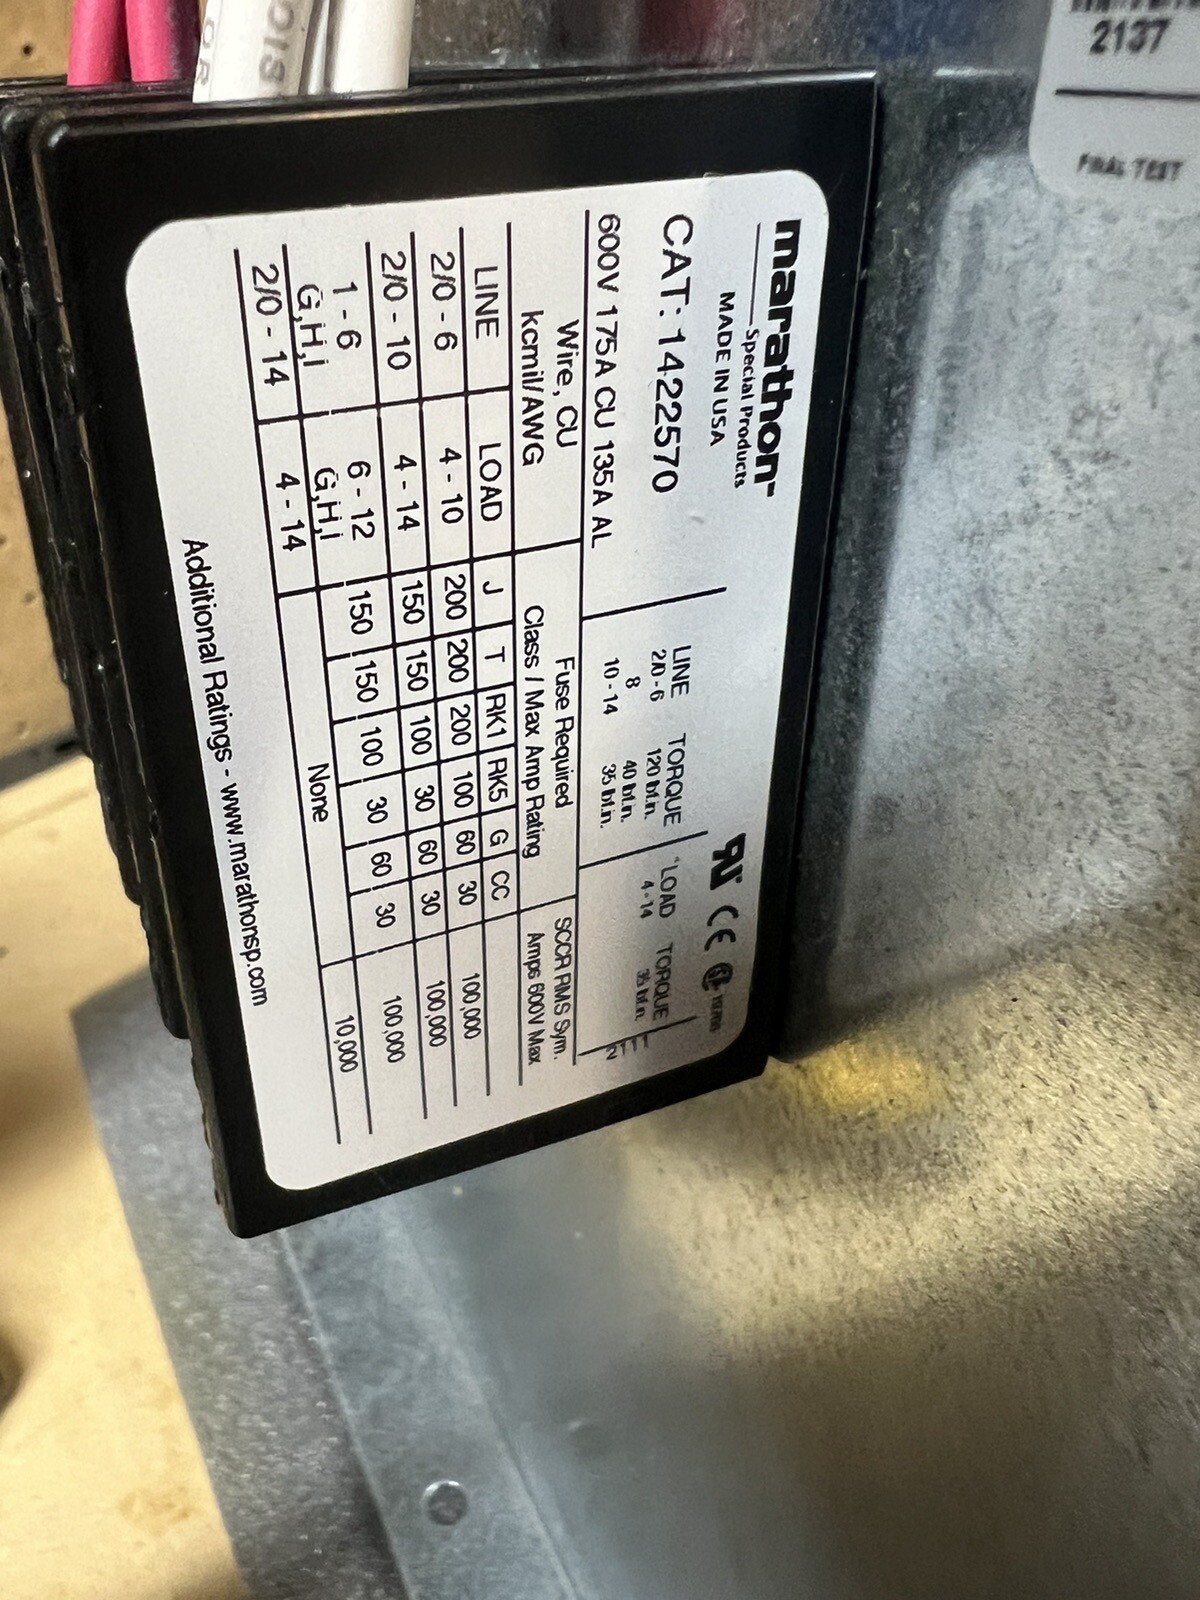 marathon
Special Products
MADE IN USA
CAT: 1422570
600V 175A CU 135A AL
LINE TORQUE
2/0-6 120 lbf.in.
8 40 lbf.in.
10 - 14 35 lbf.in.
*LOAD TORQUE
4-14 35 lbf.in.
CE
Wire, CU
kcmil/AWG
Fuse Required
Class / Max Amp Rating
SCCR RMS Sym.
Amps 600V Max
LINE LOAD J T RK1 RK5 G CC
2/0 - 6 4 - 10 200 200 200 100 60 30 100,000
2/0 - 10 4 - 14 150 150 100 30 60 30 100,000
1 - 6 6 - 12 150 150 100 30 60 30 100,000
G,H,I G,H,I
2/0 - 14 4 - 14 None 10,000
Additional Ratings - www.marathonsp.com
2137
FINAL TEST